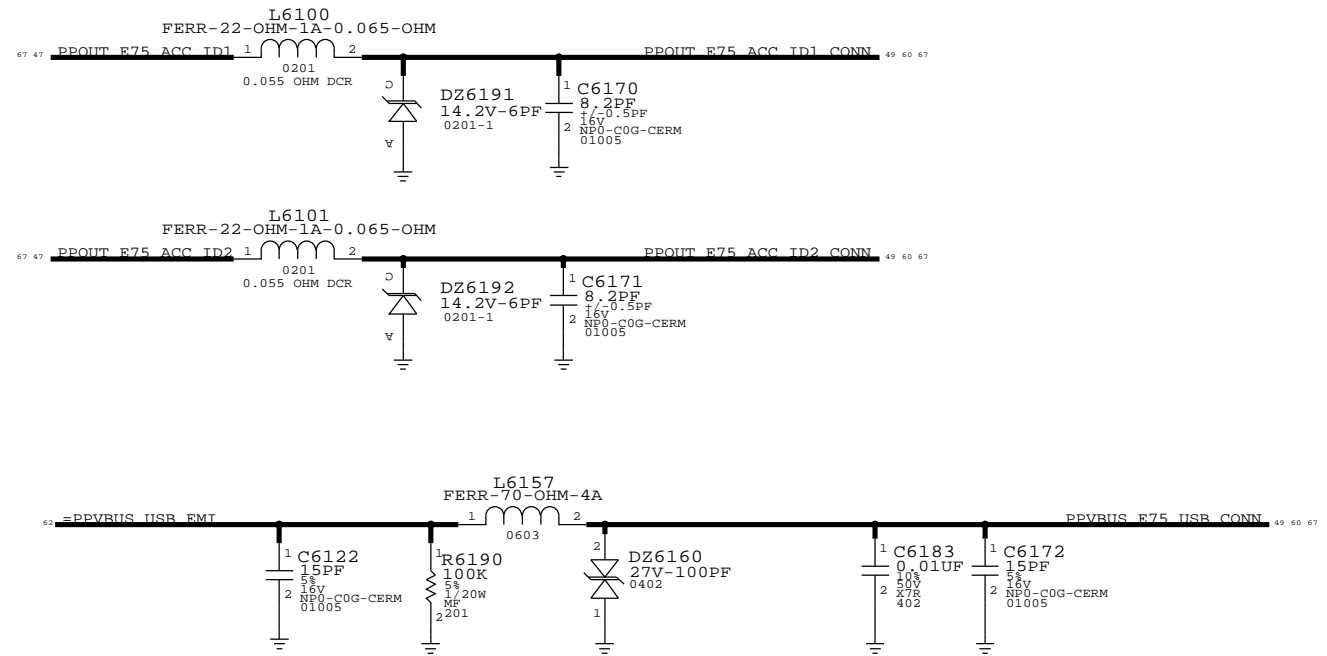 L6100
FERR-22-OHM-1A-0.065-OHM
67 47 PPOUT_E75_ACC_ID1 1 2 PPOUT_E75_ACC_ID1_CONN 49 60 67
0201
0.055 OHM DCR
C
DZ6191
14.2V-6PF
0201-1
A
1 C6170
8.2PF
+/-0.5PF
16V
2 NP0-C0G-CERM
01005
L6101
FERR-22-OHM-1A-0.065-OHM
67 47 PPOUT_E75_ACC_ID2 1 2 PPOUT_E75_ACC_ID2_CONN 49 60 67
0201
0.055 OHM DCR
C
DZ6192
14.2V-6PF
0201-1
A
1 C6171
8.2PF
+/-0.5PF
16V
2 NP0-C0G-CERM
01005
L6157
FERR-70-OHM-4A
62 =PPVBUS_USB_EMI 1 2 PPVBUS_E75_USB_CONN 49 60 67
0603
1 C6122
15PF
5%
16V
2 NP0-C0G-CERM
01005
1 R6190
100K
5%
1/20W
MF
2 201
2
DZ6160
27V-100PF
0402
1
1 C6183
0.01UF
10%
50V
2 X7R
402
1 C6172
15PF
5%
16V
2 NP0-C0G-CERM
01005